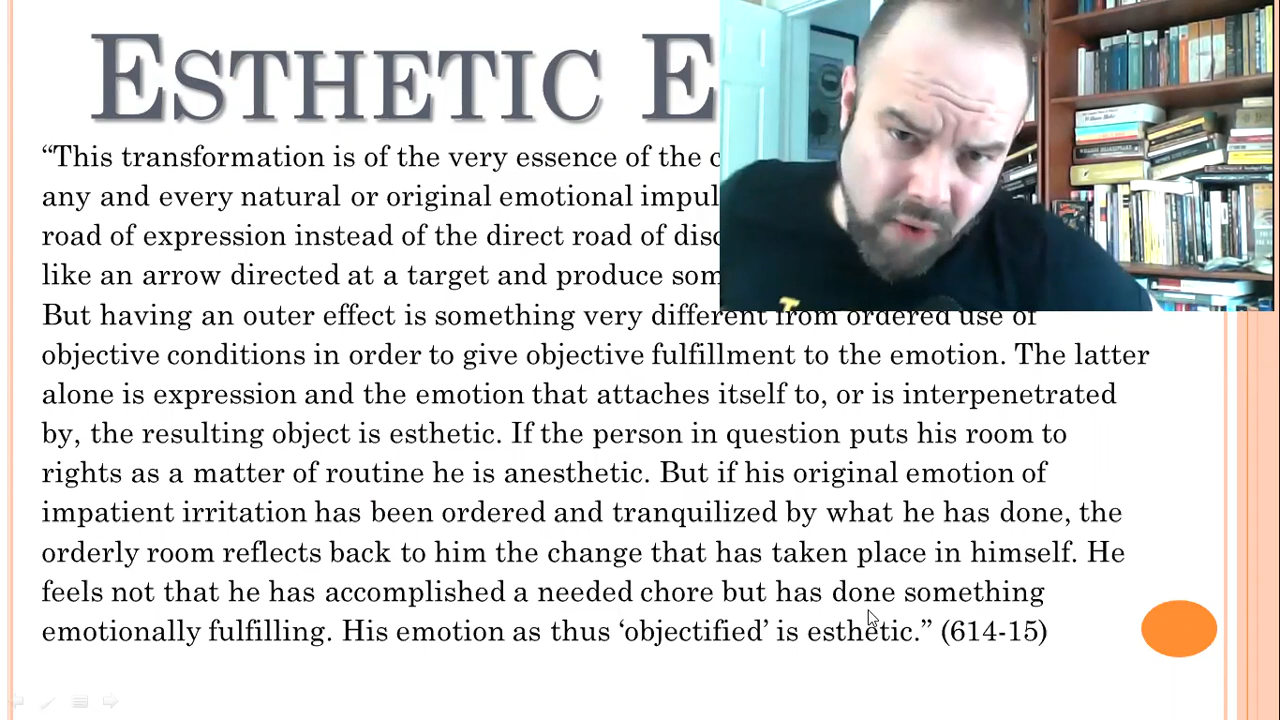 ESTHETIC E
“This transformation is of the very essence of the
any and every natural or original emotional
road of expression instead of the direct road of
like an arrow directed at a target and produce
But having an outer effect is something very different from ordered use of
objective conditions in order to give objective fulfillment to the emotion. The latter
alone is expression and the emotion that attaches itself to, or is interpenetrated
by, the resulting object is esthetic. If the person in question puts his room to
rights as a matter of routine he is anesthetic. But if his original emotion of
impatient irritation has been ordered and tranquilized by what he has done, the
orderly room reflects back to him the change that has taken place in himself. He
feels not that he has accomplished a needed chore but has done something
emotionally fulfilling. His emotion as thus ‘objectified’ is esthetic.” (614-15)